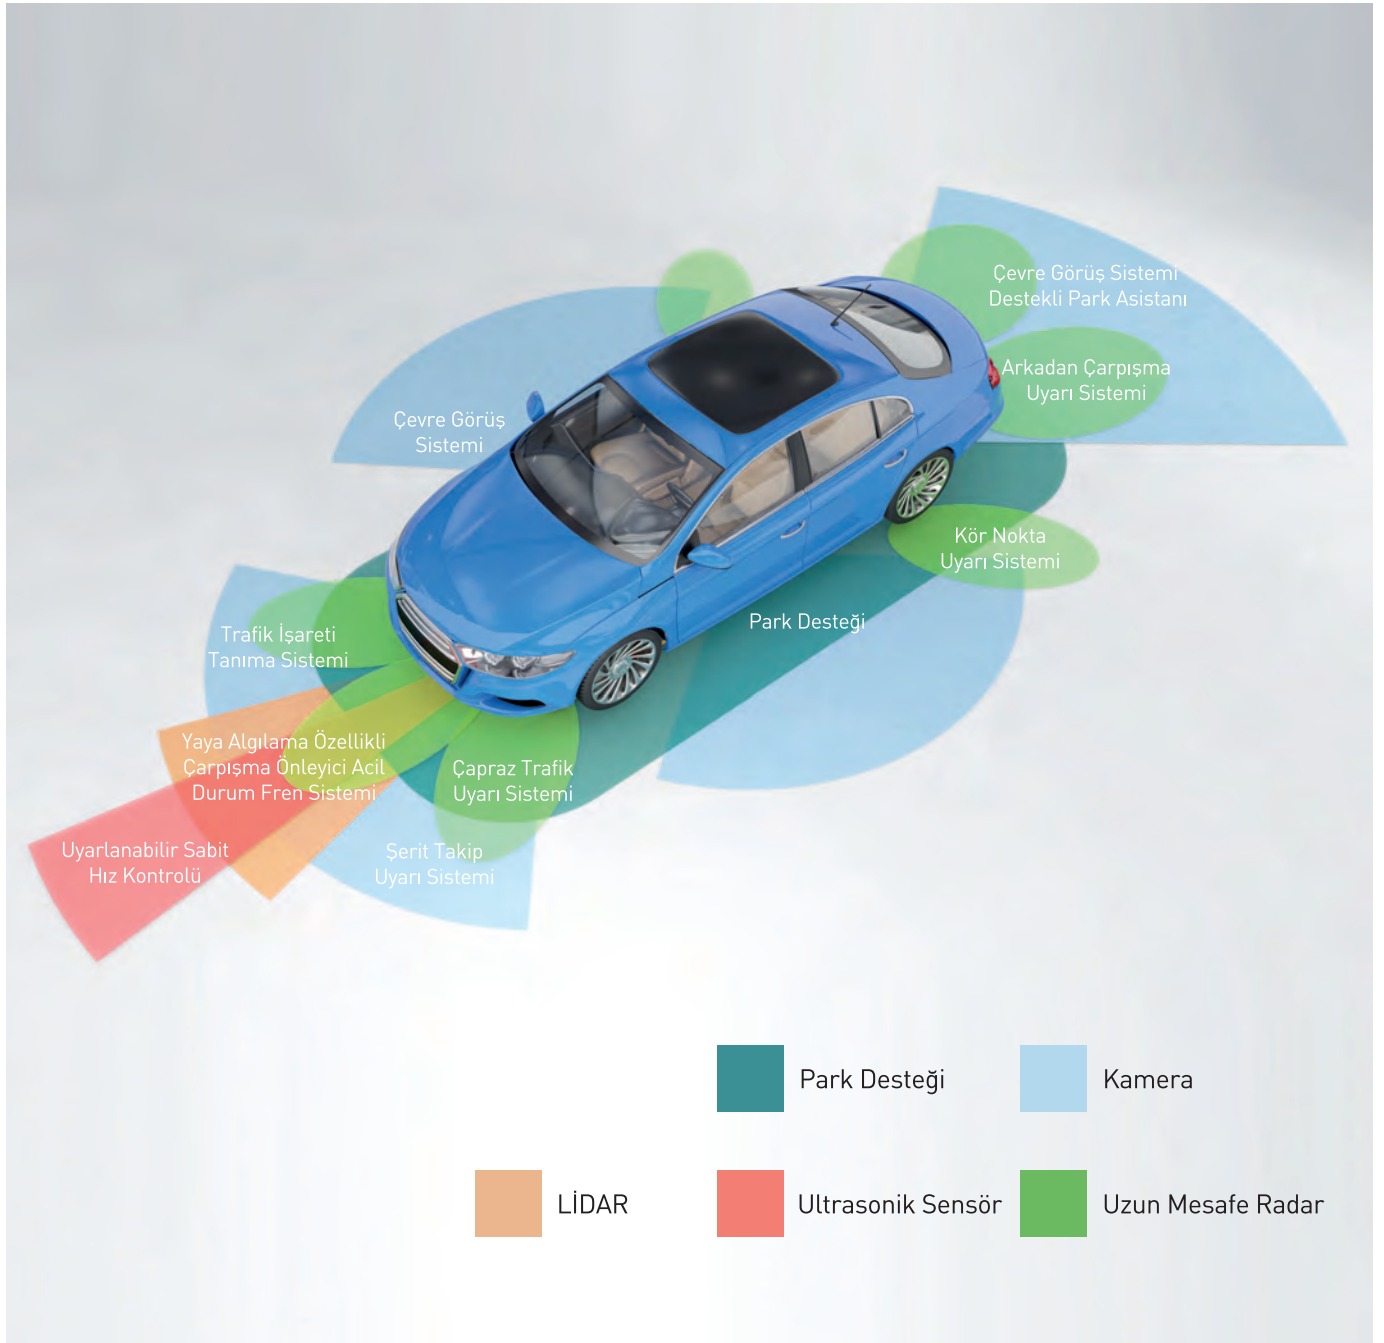 Çevre Görüş Sistemi
Destekli Park Asistanı
Arkadan Çarpışma
Uyarı Sistemi
Çevre Görüş
Sistemi
Kör Nokta
Uyarı Sistemi
Park Desteği
Trafik İşareti
Tanıma Sistemi
Yaya Algılama Özellikli
Çarpışma Önleyici Acil
Durum Fren Sistemi
Çapraz Trafik
Uyarı Sistemi
Uyarlanabilir Sabit
Hız Kontrolü
Şerit Takip
Uyarı Sistemi
Park Desteği
Kamera
LİDAR
Ultrasonik Sensör
Uzun Mesafe Radar